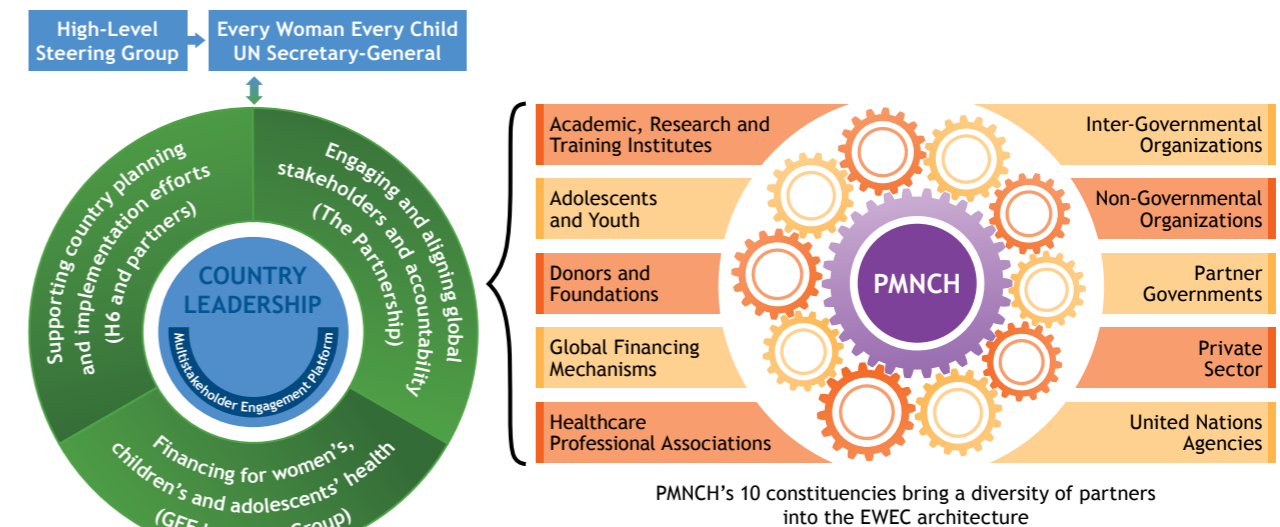 High-Level
Steering Group
Every Woman Every Child
UN Secretary-General
Supporting country planning
and implementation efforts
(H6 and partners)
Engaging and aligning global
stakeholders and accountability
(The Partnership)
COUNTRY
LEADERSHIP
Multistakeholder Engagement Platform
Financing for women's,
children's and adolescents' health
Group)
Academic, Research and
Training Institutes
Adolescents
and Youth
Donors and
Foundations
Global Financing
Mechanisms
Healthcare
Professional Associations
PMNCH
Inter-Governmental
Organizations
Non-Governmental
Organizations
Partner
Governments
Private
Sector
United Nations
Agencies
PMNCH's 10 constituencies bring a diversity of partners
into the EWEC architecture